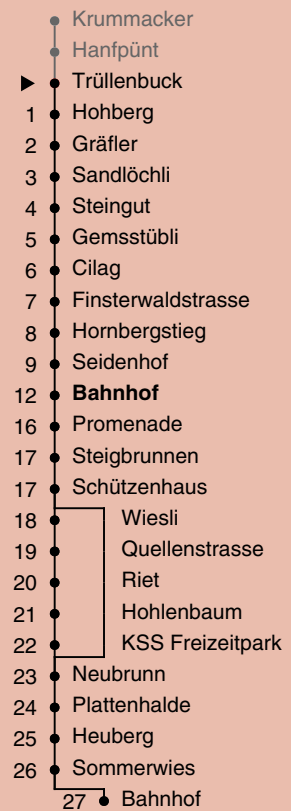 Krummacker
Hanfpünt
Trüllenbuck
1 Hohberg
2 Gräfler
3 Sandlöchli
4 Steingut
5 Gemsstübli
6 Cilag
7 Finsterwaldstrasse
8 Hornbergstieg
9 Seidenhof
12 Bahnhof
16 Promenade
17 Steigbrunnen
17 Schützenhaus
18 Wiesli
19 Quellenstrasse
20 Riet
21 Hohlenbaum
22 KSS Freizeitpark
23 Neubrunn
24 Plattenhalde
25 Heuberg
26 Sommerwies
27 Bahnhof